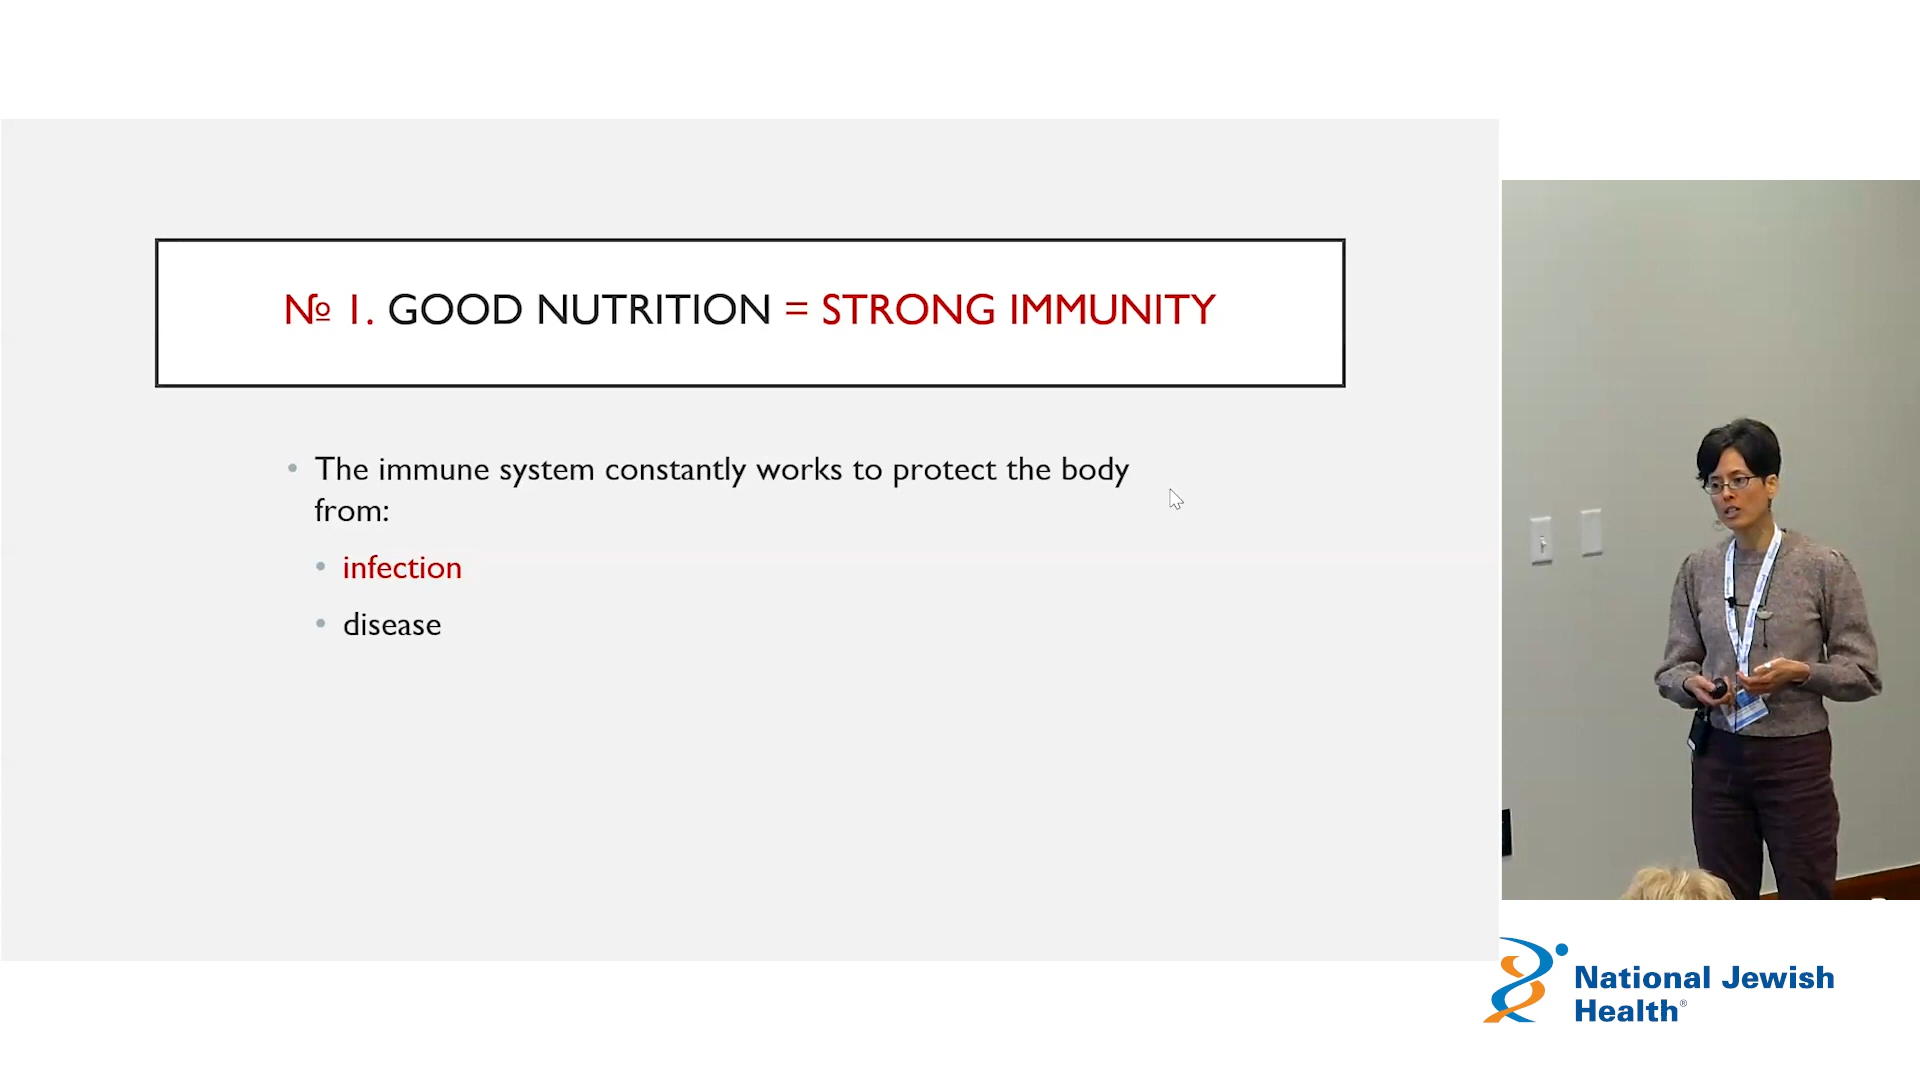 № 1. GOOD NUTRITION = STRONG IMMUNITY
• The immune system constantly works to protect the body
from:
• infection
• disease
National Jewish
Health®